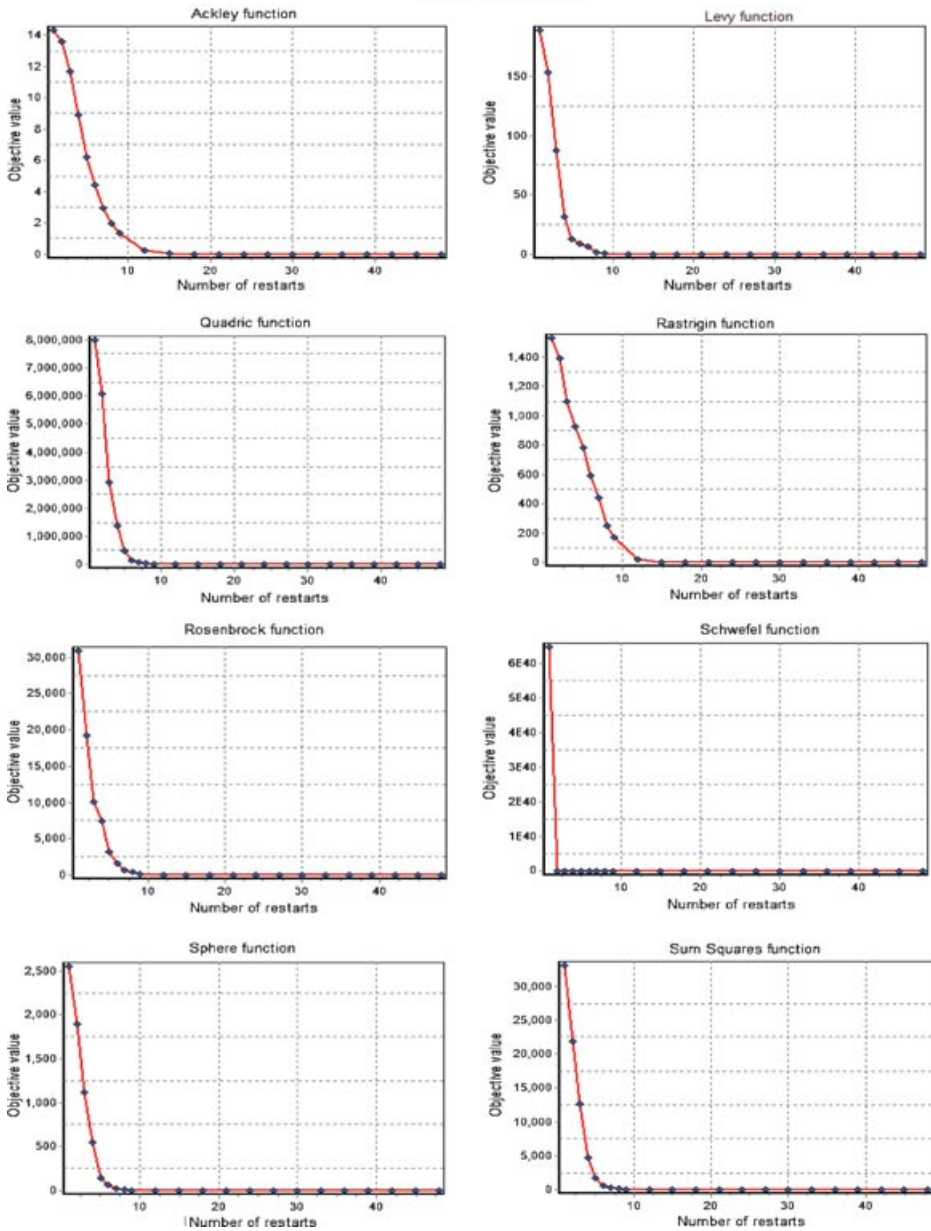 Ackley function
Objective value
14
12
10
8
6
4
2
0
10 20 30 40
Number of restarts
Levy function
Objective value
150
100
50
0
10 20 30 40
Number of restarts
Quadric function
Objective value
8,000,000
7,000,000
6,000,000
5,000,000
4,000,000
3,000,000
2,000,000
1,000,000
0
10 20 30 40
Number of restarts
Rastrigin function
Objective value
1,400
1,200
1,000
800
600
400
200
0
10 20 30 40
Number of restarts
Rosenbrock function
Objective value
30,000
25,000
20,000
15,000
10,000
5,000
0
10 20 30 40
Number of restarts
Schwefel function
Objective value
6E40
5E40
4E40
3E40
2E40
1E40
0
10 20 30 40
Number of restarts
Sphere function
Objective value
2,500
2,000
1,500
1,000
500
0
10 20 30 40
Number of restarts
Sum Squares function
Objective value
30,000
25,000
20,000
15,000
10,000
5,000
0
10 20 30 40
Number of restarts